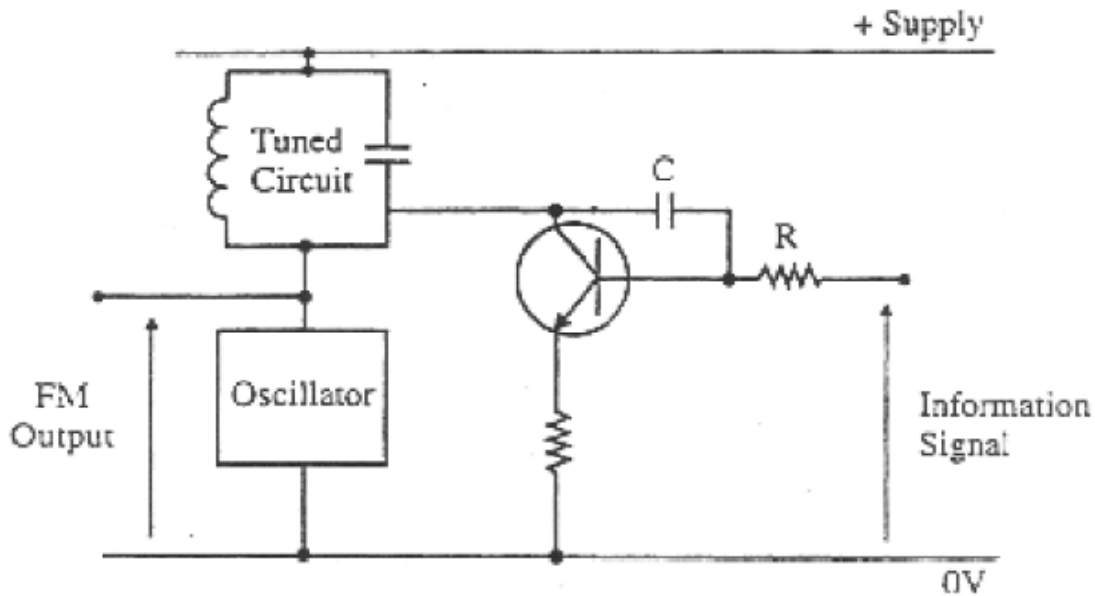 + Supply
Tuned
Circuit
C
R
FM
Output
Oscillator
Information
Signal
0V